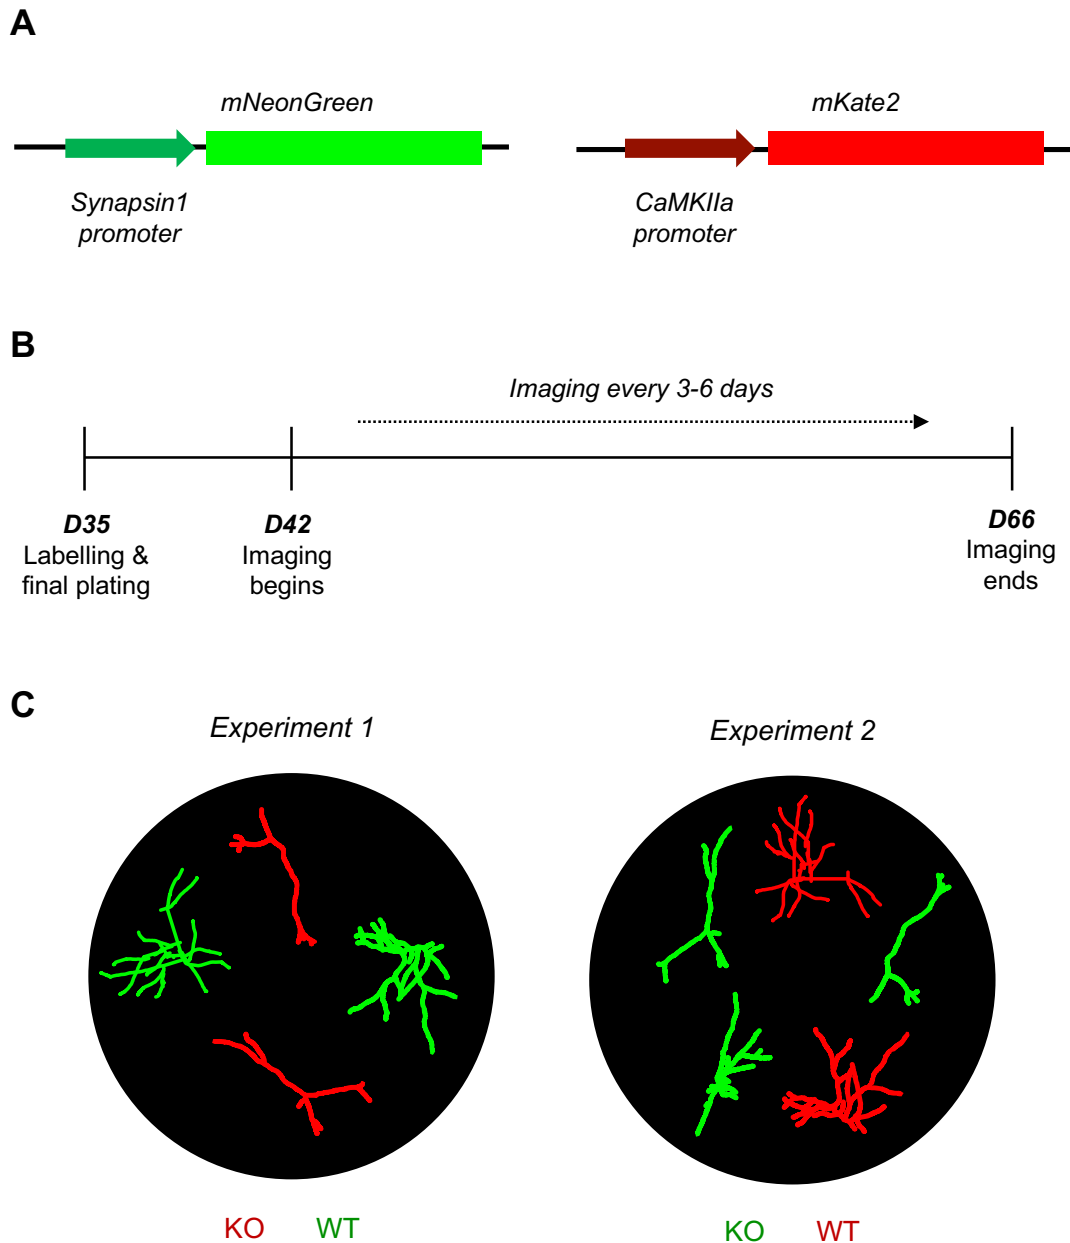 A
mNeonGreen
mKate2
Synapsin1
promoter
CaMKIIa
promoter
B
Imaging every 3-6 days
D35
Labelling &
final plating
D42
Imaging
begins
D66
Imaging
ends
C
Experiment 1
Experiment 2
KO WT
KO WT